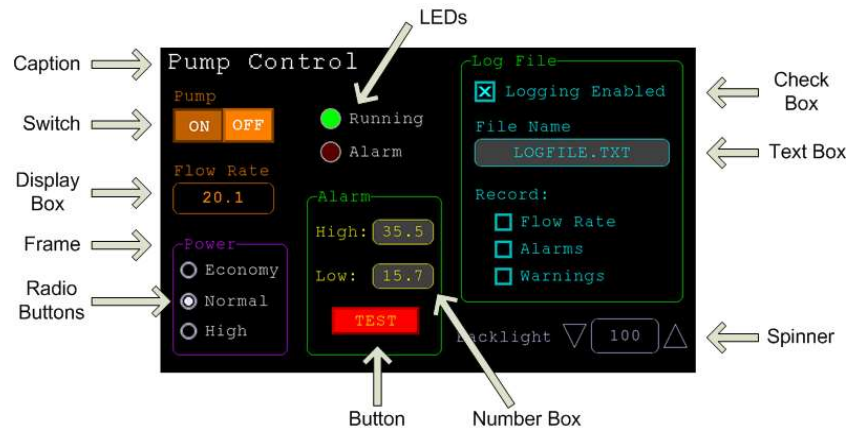 LEDs
Caption
Pump Control
Log File
Logging Enabled
Check
Box
Pump
Switch
ON OFF
Running
Alarm
File Name
LOGFILE.TXT
Text Box
Flow Rate
Display
Box
20.1
Alarm
Record:
Flow Rate
Alarms
Warnings
High: 35.5
Low: 15.7
TEST
Frame
Power
Economy
Radio
Buttons
Normal
High
Backlight 100
Spinner
Button
Number Box